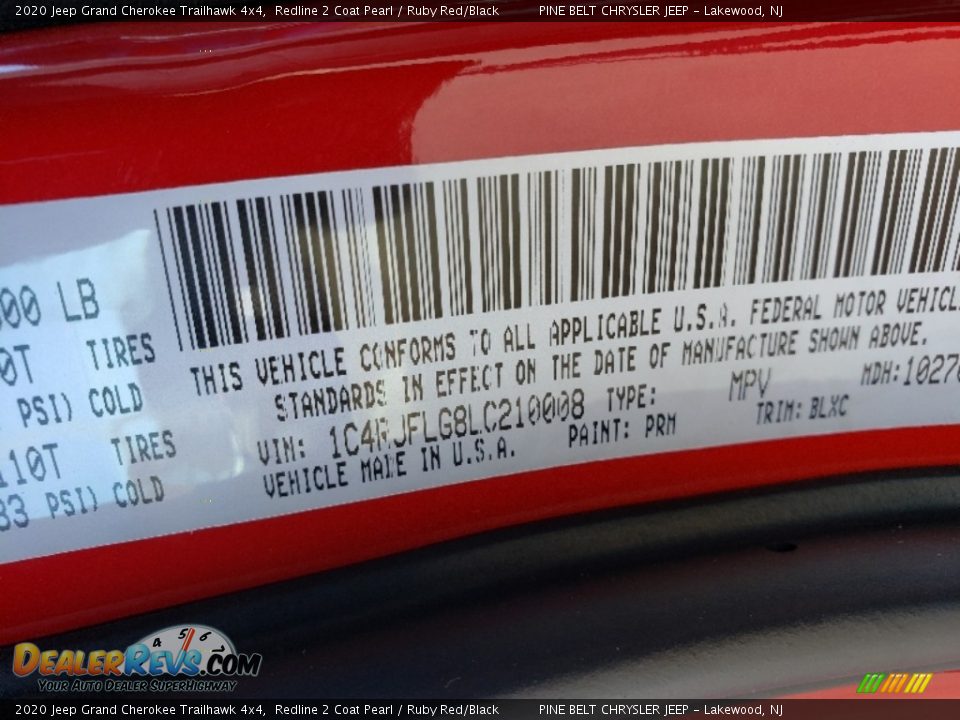 2020 Jeep Grand Cherokee Trailhawk 4x4, Redline 2 Coat Pearl / Ruby Red/Black PINE BELT CHRYSLER JEEP - Lakewood, NJ
LB
TIRES
PSI) COLD
110T TIRES
PSI) COLD
THIS VEHICLE CONFORMS TO ALL APPLICABLE U.S.A. FEDERAL MOTOR
STANDARDS IN EFFECT ON THE DATE OF MANUFACTURE SHOWN ABOVE.
VIN: 1C4RJFLG8LC210008 TYPE: MPV MDH:
VEHICLE MADE IN U.S.A. PAINT: PRM TRIM: BLXC
DEALERREVS.COM
4 5 6
YOUR AUTO DEALER SUPERHIGHWAY
2020 Jeep Grand Cherokee Trailhawk 4x4, Redline 2 Coat Pearl / Ruby Red/Black PINE BELT CHRYSLER JEEP - Lakewood, NJ